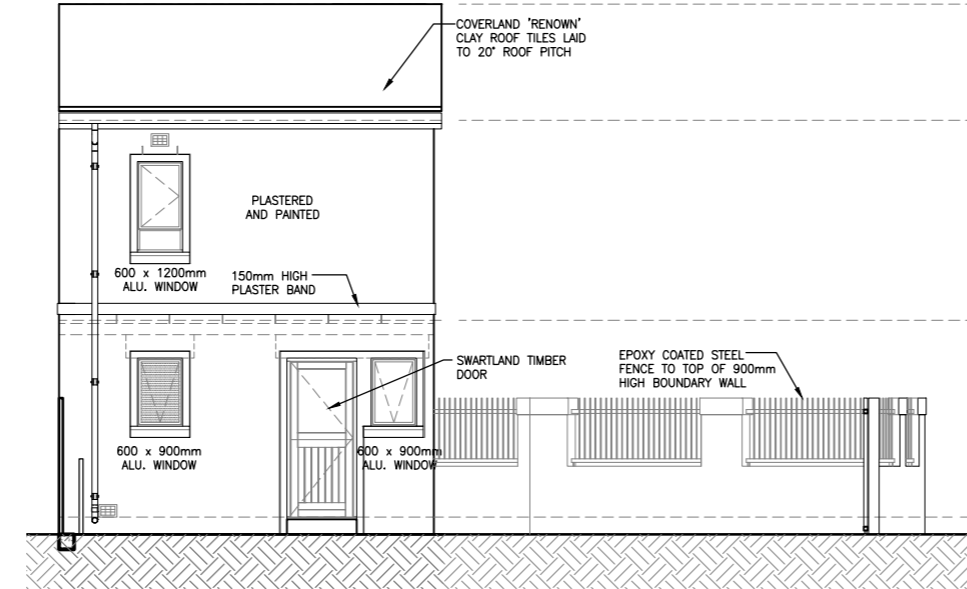 COVERLAND 'RENOWN'
CLAY ROOF TILES LAID
TO 20° ROOF PITCH
PLASTERED
AND PAINTED
600 x 1200mm
ALU. WINDOW
150mm HIGH
PLASTER BAND
SWARTLAND TIMBER
DOOR
EPOXY COATED STEEL
FENCE TO TOP OF 900mm
HIGH BOUNDARY WALL
600 x 900mm
ALU. WINDOW
600 x 900mm
ALU. WINDOW